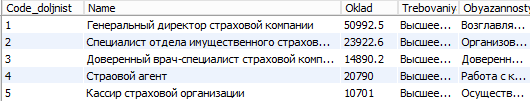 Code_doljnist Name Oklad Trebovaniy Obyazannosty
1 Генеральный директор страховой компании 50992.5 Высшее... Возглавля...
2 Специалист отдела имущественного страхов... 23922.6 Высшее... Организов...
3 Доверенный врач-специалист страховой комп... 14890.2 Высшее... Доверенн...
4 Страовой агент 20790 Высшее... Работа с к...
5 Кассир страховой организации 10701 Высшее... Осуществ...